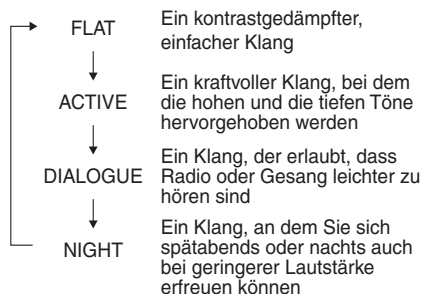 FLAT
Ein kontrastgedämpfter,
einfacher Klang
ACTIVE
Ein kraftvoller Klang, bei dem
die hohen und die tiefen Töne
hervorgehoben werden
DIALOGUE
Ein Klang, der erlaubt, dass
Radio oder Gesang leichter zu
hören sind
NIGHT
Ein Klang, an dem Sie sich
spätabends oder nachts auch
bei geringerer Lautstärke
erfreuen können